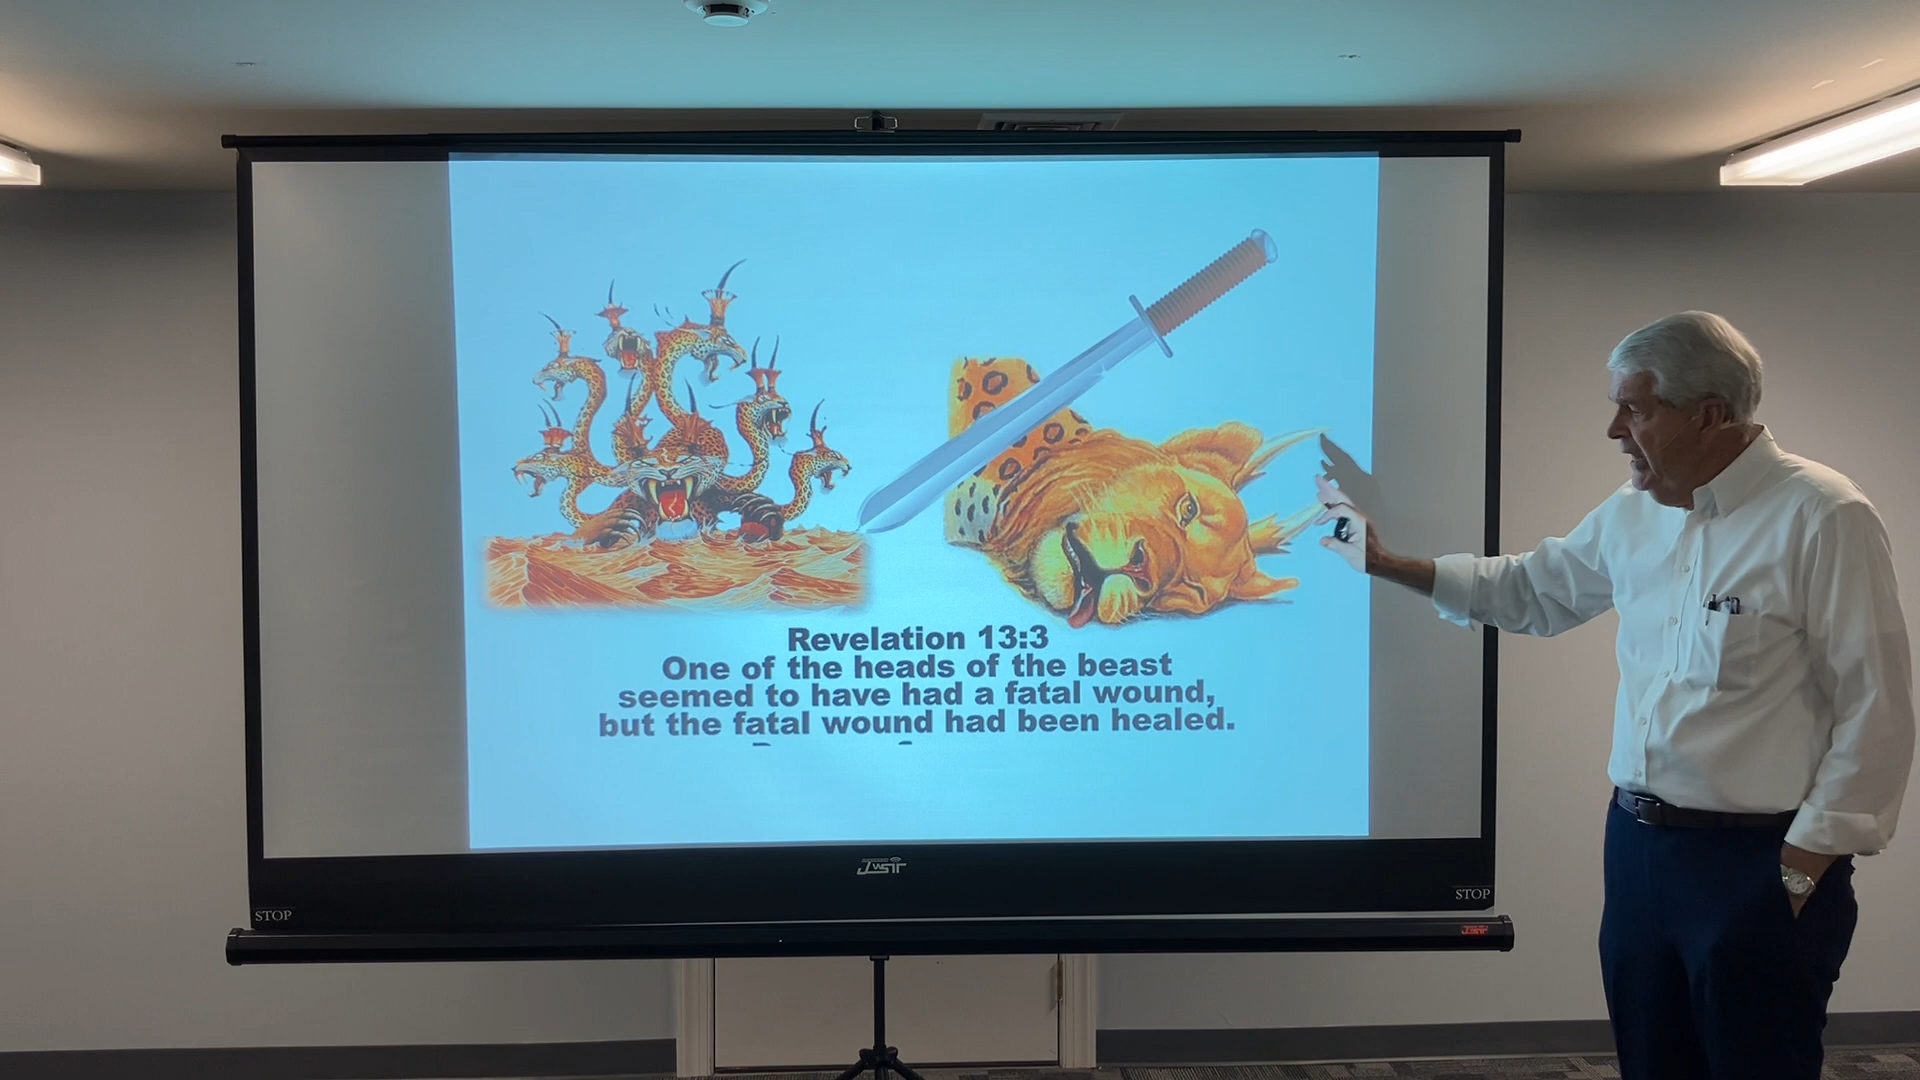 Revelation 13:3
One of the heads of the beast
seemed to have had a fatal wound,
but the fatal wound had been healed.
JWSIT
STOP
STOP